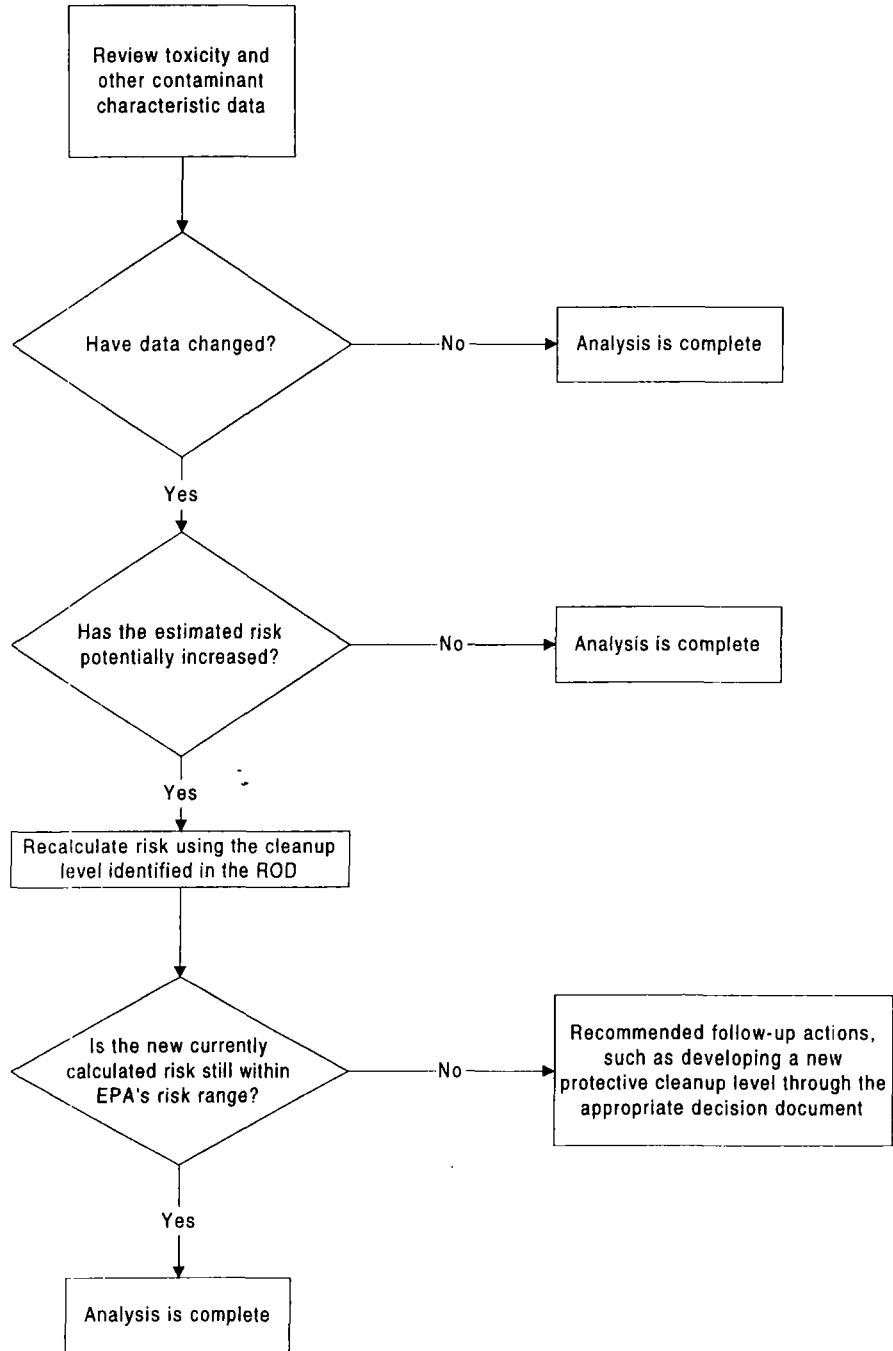 Review toxicity and
other contaminant
characteristic data
Have data changed?
No
Analysis is complete
Yes
Has the estimated risk
potentially increased?
No
Analysis is complete
Yes
Recalculate risk using the cleanup
level identified in the ROD
Is the new currently
calculated risk still within
EPA's risk range?
No
Recommended follow-up actions,
such as developing a new
protective cleanup level through the
appropriate decision document
Yes
Analysis is complete